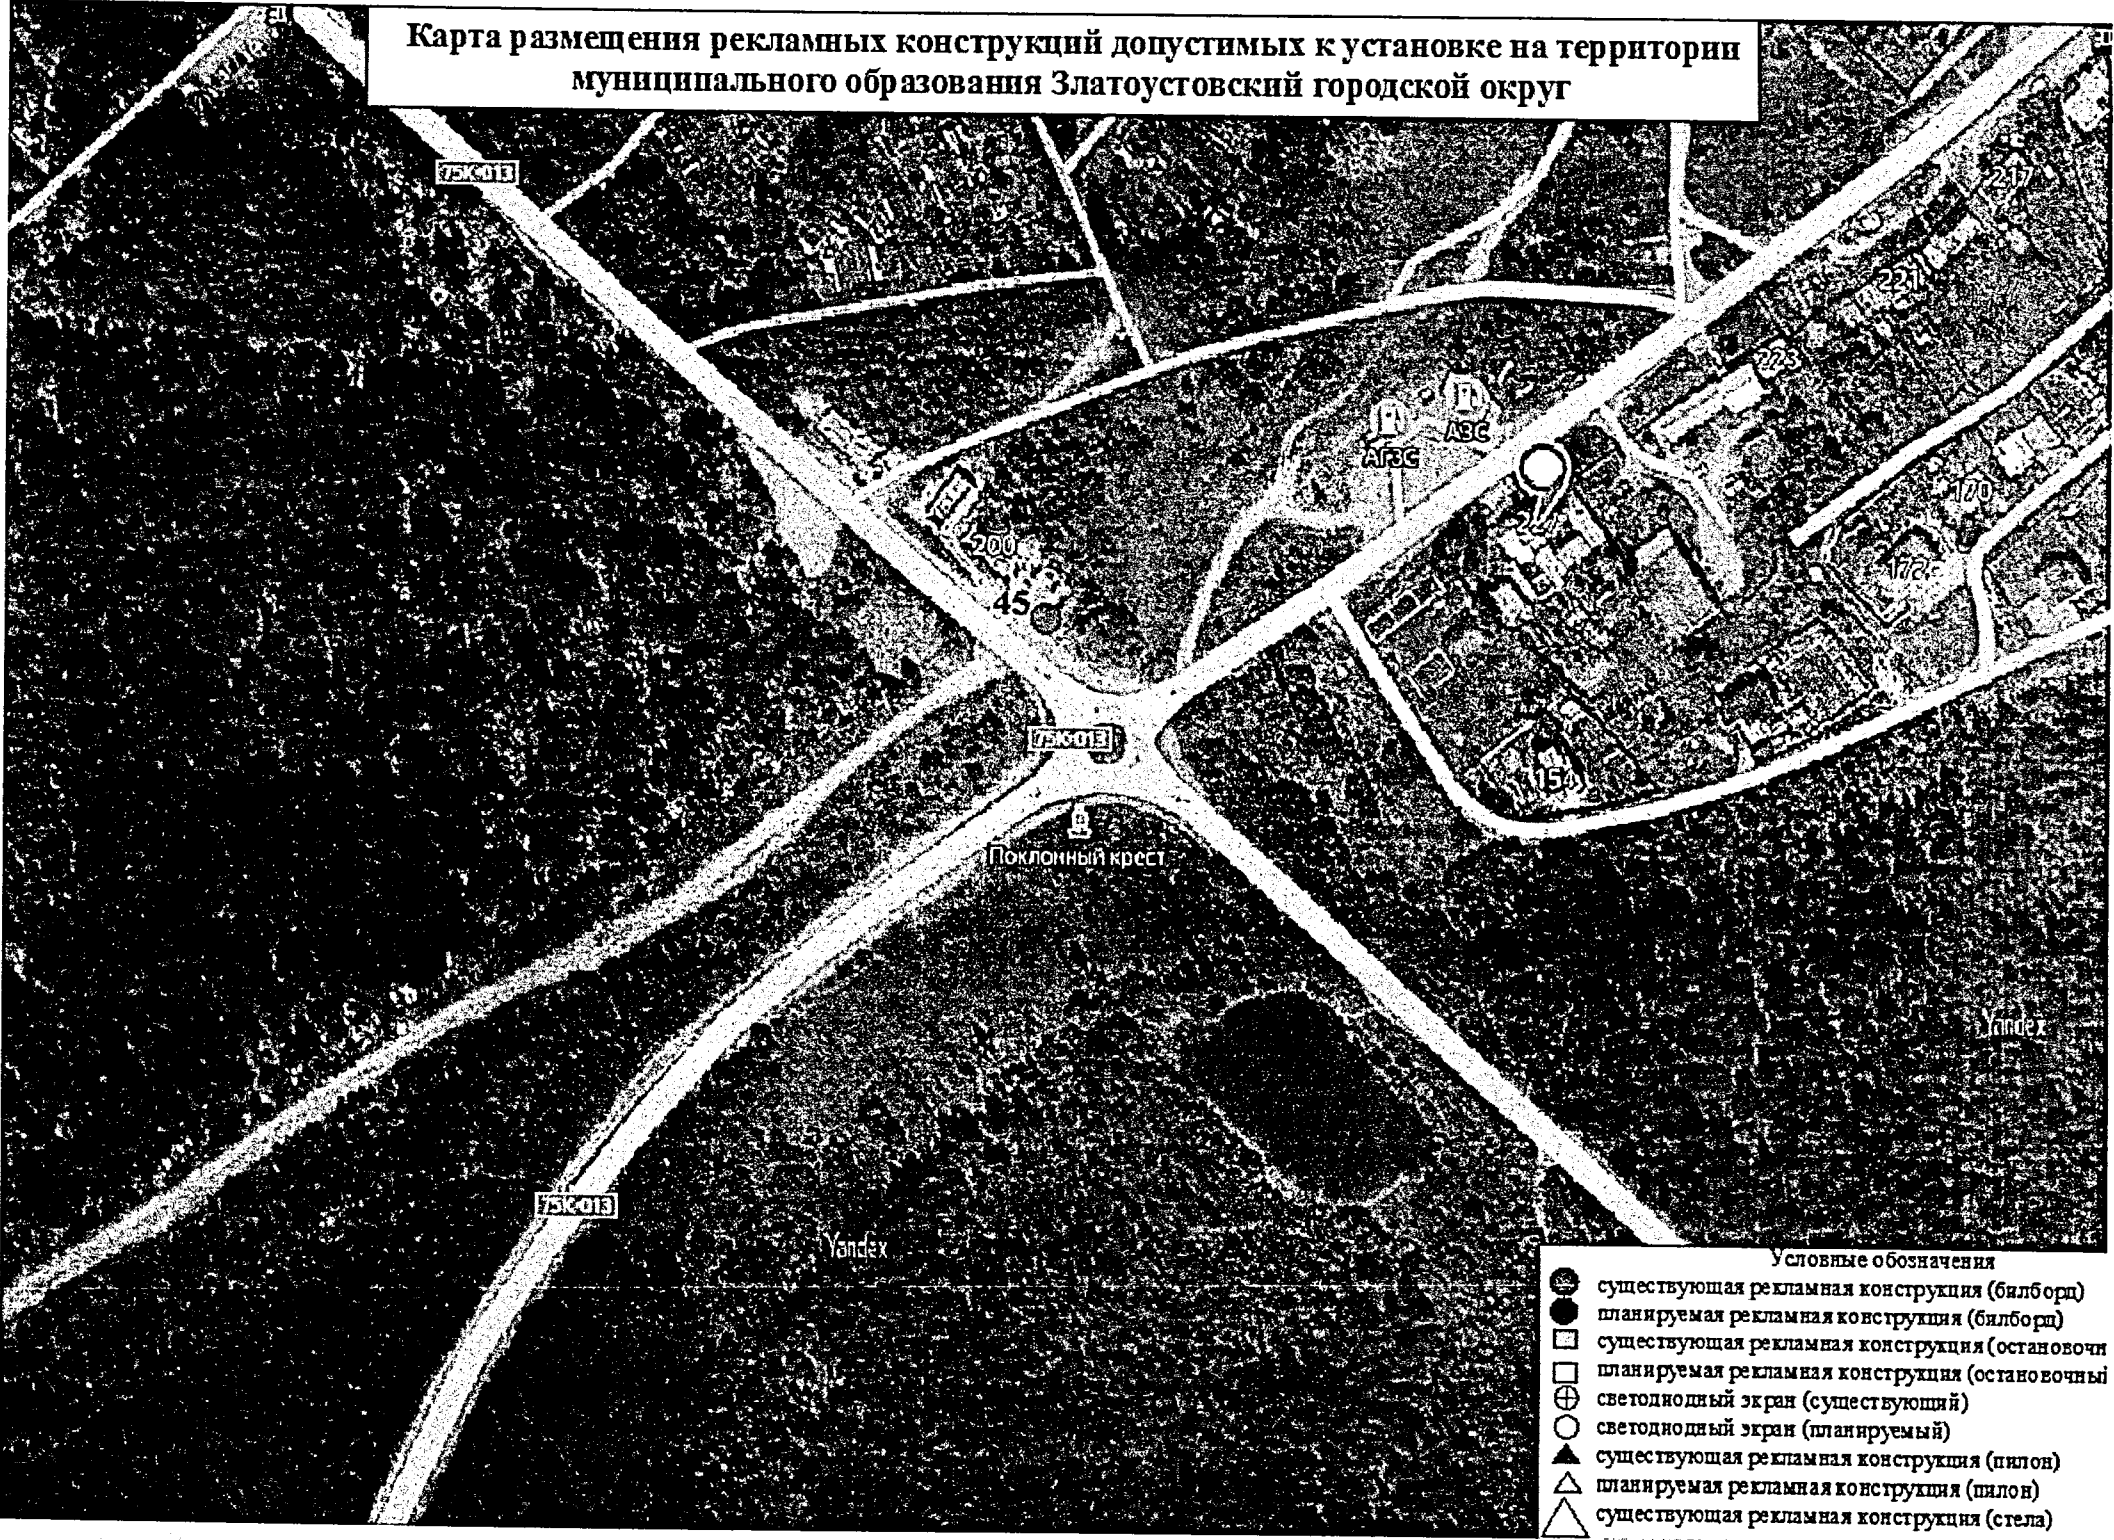 Карта размещения рекламных конструкций допустимых к установке на территории
муниципального образования Златоустовский городской округ
75К-013
217
221
223
АЗС
АГЗС
170
172
200
45
75К-013
154
Поклонный крест
Yandex
75К-013
Yandex
Условные обозначения
существующая рекламная конструкция (билборд)
планируемая рекламная конструкция (билборд)
существующая рекламная конструкция (остановочн
планируемая рекламная конструкция (остановочны
светодиодный экран (существующий)
светодиодный экран (планируемый)
существующая рекламная конструкция (пилон)
планируемая рекламная конструкция (пилон)
существующая рекламная конструкция (стела)